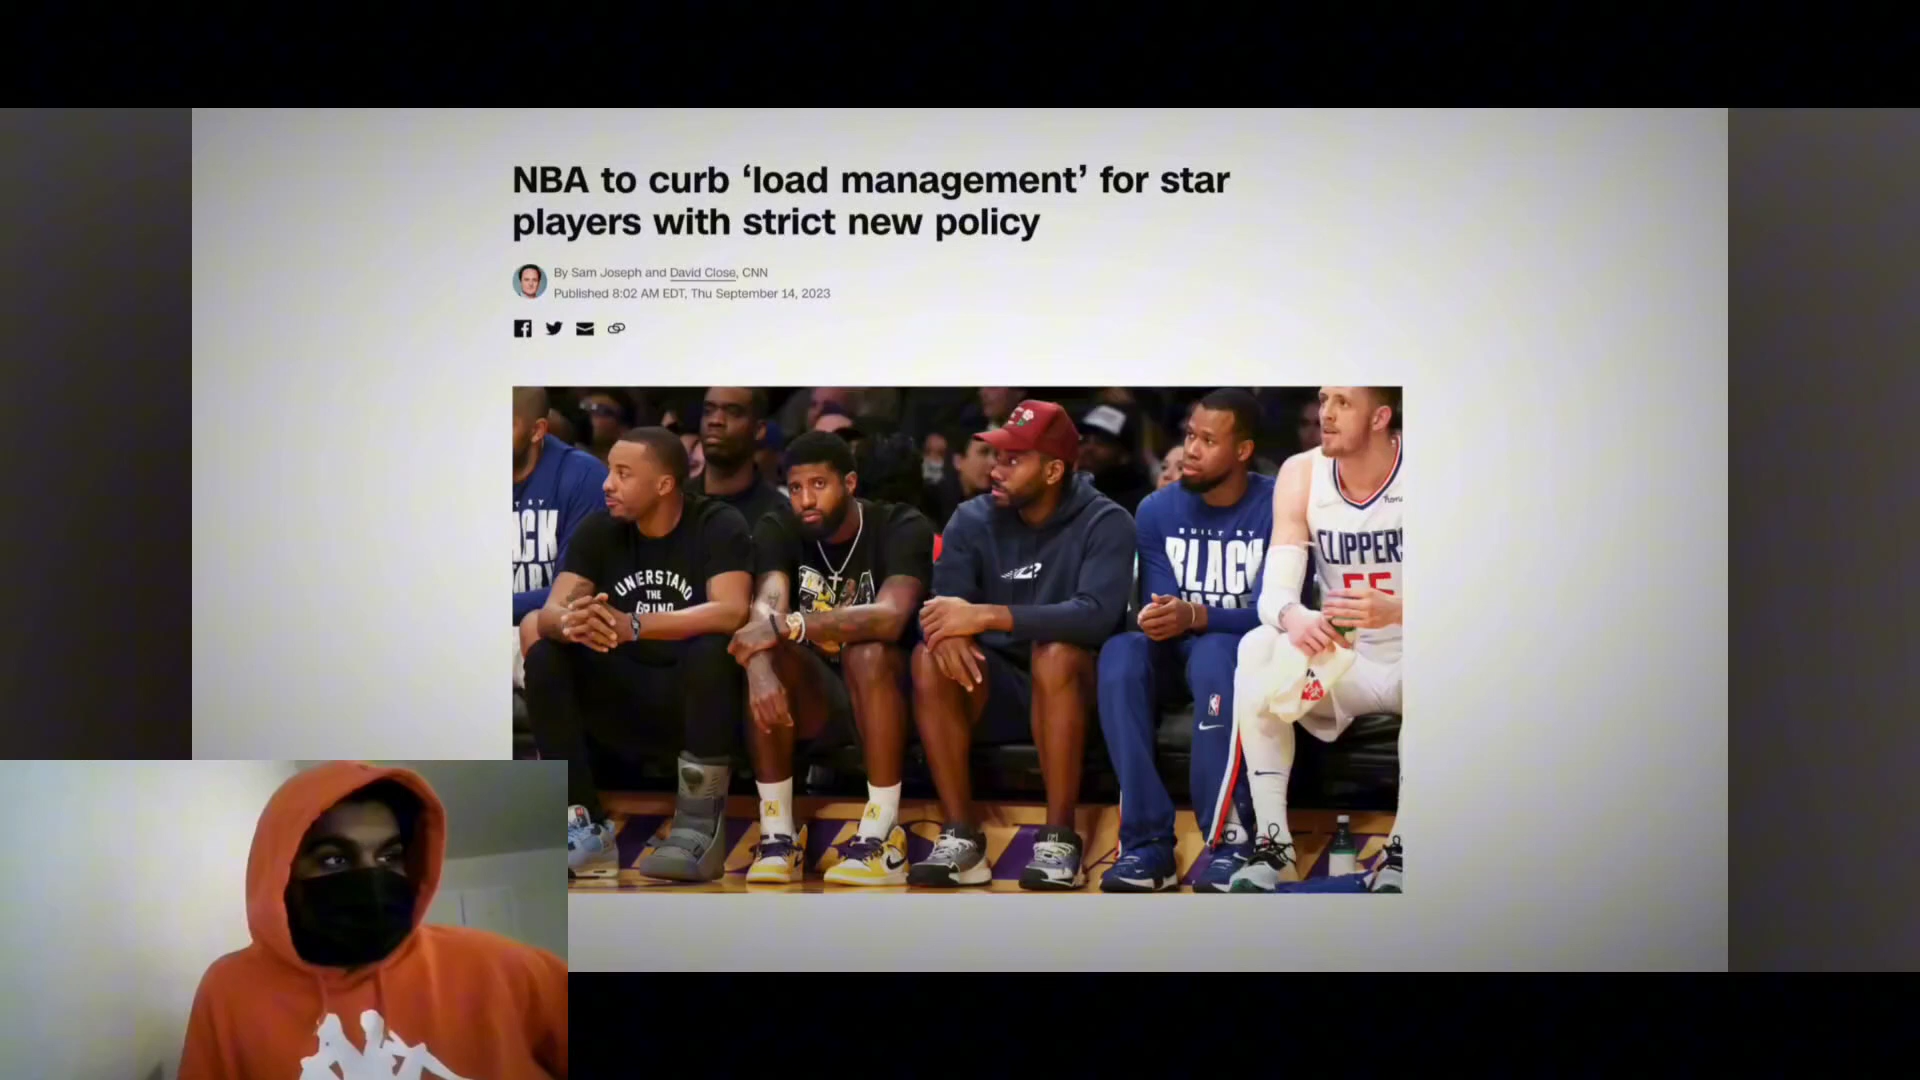 NBA to curb ‘load management’ for star
players with strict new policy
By Sam Joseph and David Close, CNN
Published 8:02 AM EDT, Thu September 14, 2023
UNDERSTAND
THE
GRIND
BUILT BY
BLACK
CLIPPERS
55